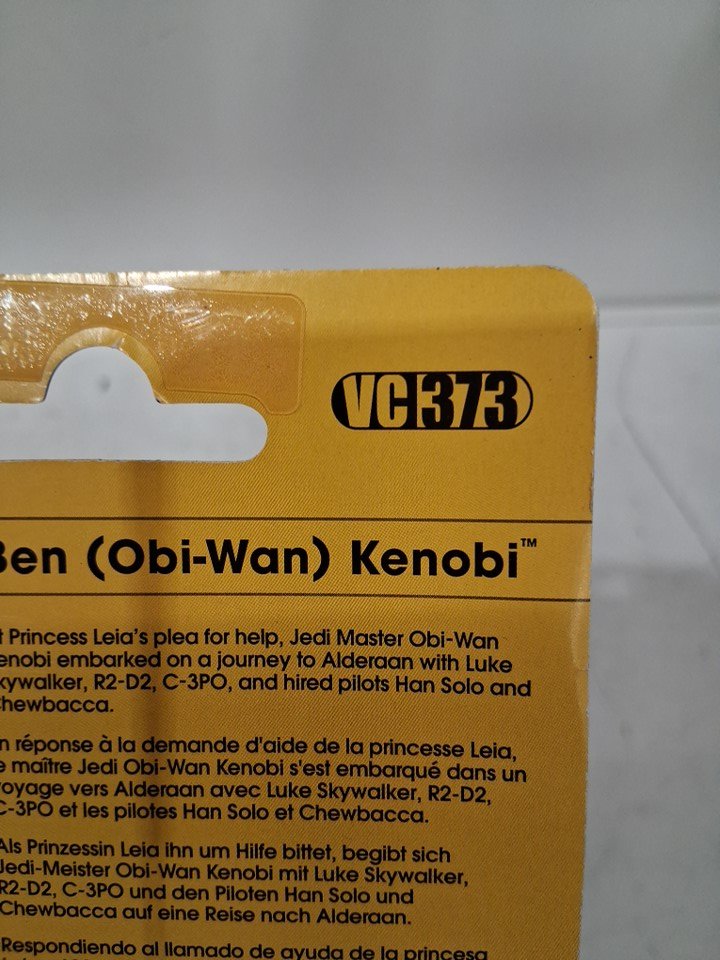 VC 373
Ben (Obi-Wan) Kenobi™
t Princess Leia's plea for help, Jedi Master Obi-Wan
enobi embarked on a journey to Alderaan with Luke
kywalker, R2-D2, C-3PO, and hired pilots Han Solo and
hewbacca.
n réponse à la demande d'aide de la princesse Leia,
e maître Jedi Obi-Wan Kenobi s'est embarqué dans un
oyage vers Alderaan avec Luke Skywalker, R2-D2,
C-3PO et les pilotes Han Solo et Chewbacca.
Als Prinzessin Leia ihn um Hilfe bittet, begibt sich
Jedi-Meister Obi-Wan Kenobi mit Luke Skywalker,
R2-D2, C-3PO und den Piloten Han Solo und
Chewbacca auf eine Reise nach Alderaan.
Respondiendo al llamado de ayuda de la princesa